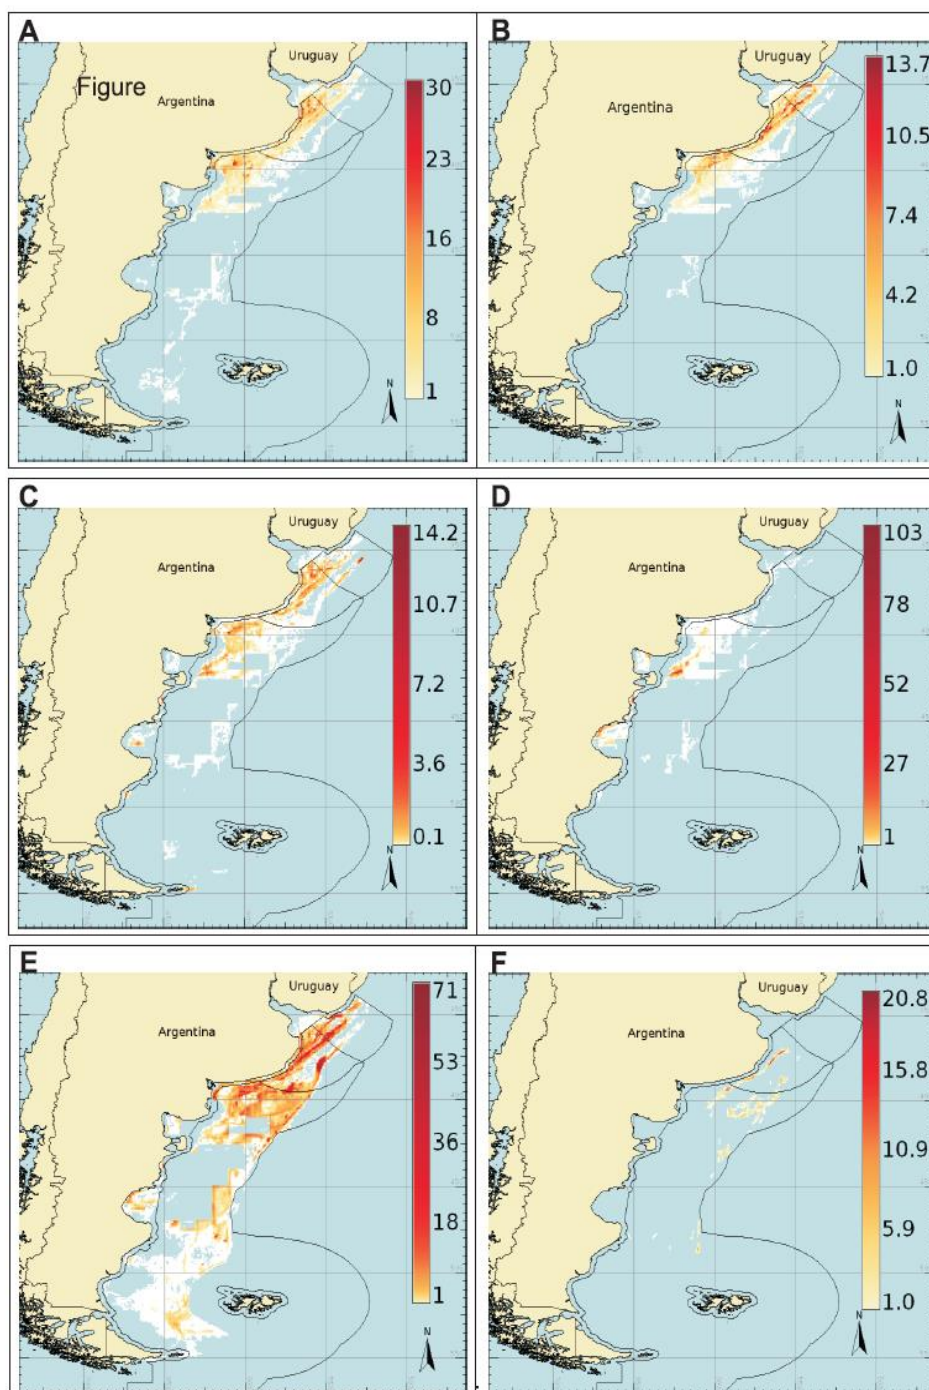 A
Figure
Uruguay
Argentina
30
23
16
8
1
N
B
Uruguay
Argentina
13.7
10.5
7.4
4.2
1.0
N
C
Uruguay
Argentina
14.2
10.7
7.2
3.6
0.1
N
D
Uruguay
Argentina
103
78
52
27
1
N
E
Uruguay
Argentina
71
53
36
18
1
N
F
Uruguay
Argentina
20.8
15.8
10.9
5.9
1.0
N